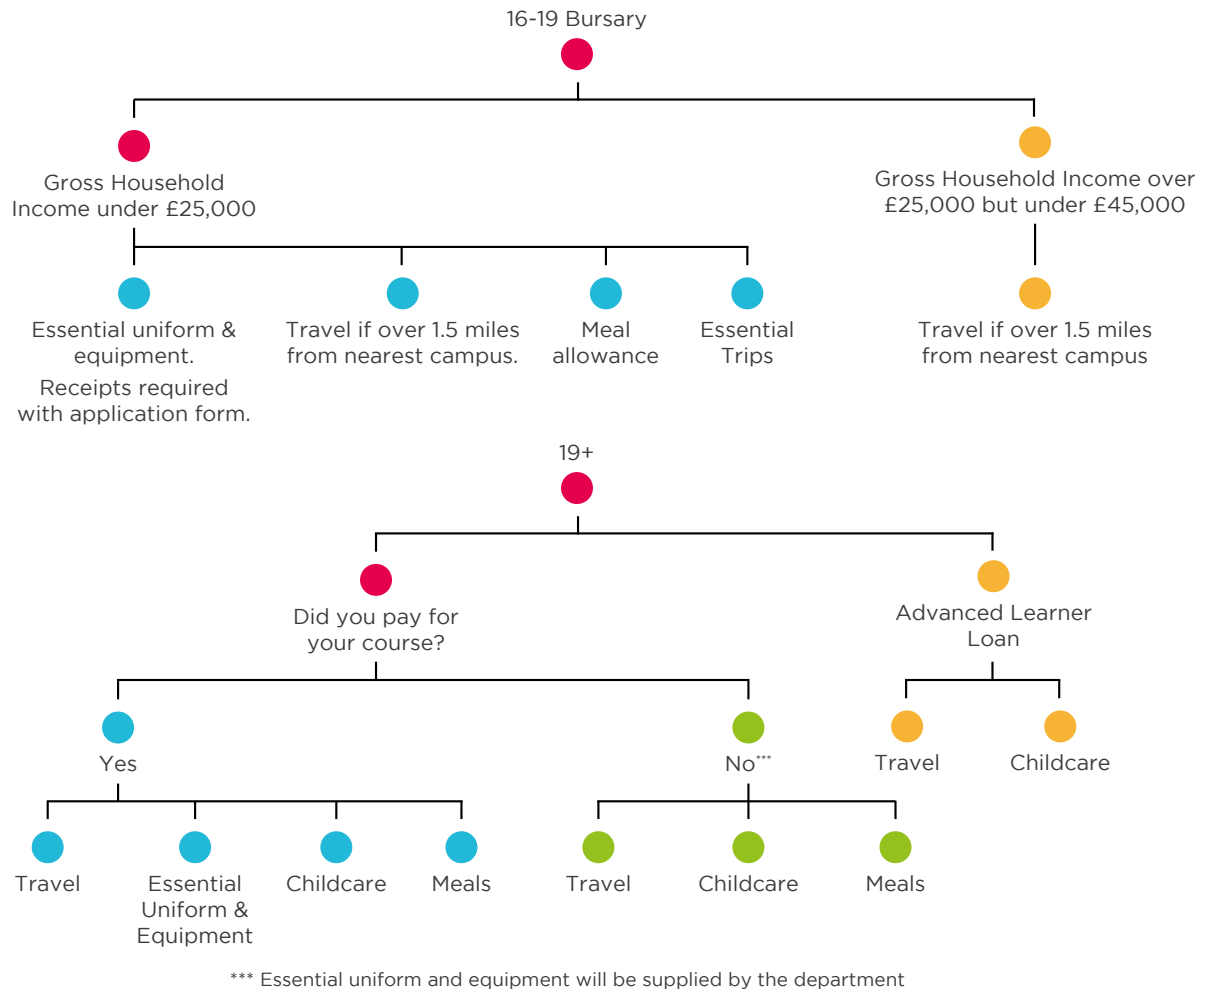 16-19 Bursary
Gross Household
Income under £25,000
Gross Household Income over
£25,000 but under £45,000
Essential uniform &
equipment.
Receipts required
with application form.
Travel if over 1.5 miles
from nearest campus.
Meal
allowance
Essential
Trips
Travel if over 1.5 miles
from nearest campus
19+
Did you pay for
your course?
Advanced Learner
Loan
Yes
No***
Travel
Childcare
Travel
Essential
Uniform &
Equipment
Childcare
Meals
Travel
Childcare
Meals
*** Essential uniform and equipment will be supplied by the department